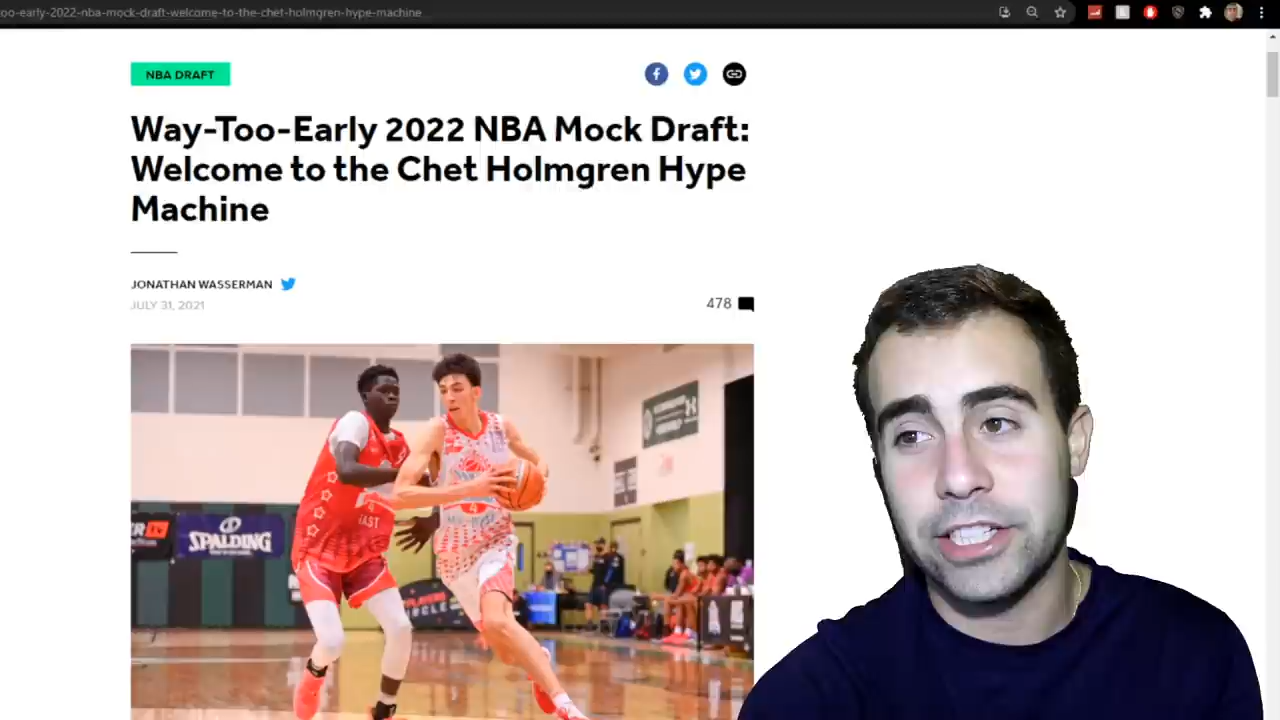 oo-early-2022-nba-mock-draft-welcome-to-the-chet-holmgren-hype-machine
NBA DRAFT
Way-Too-Early 2022 NBA Mock Draft:
Welcome to the Chet Holmgren Hype
Machine
JONATHAN WASSERMAN
JULY 31, 2021
478
SPALDING
EAST